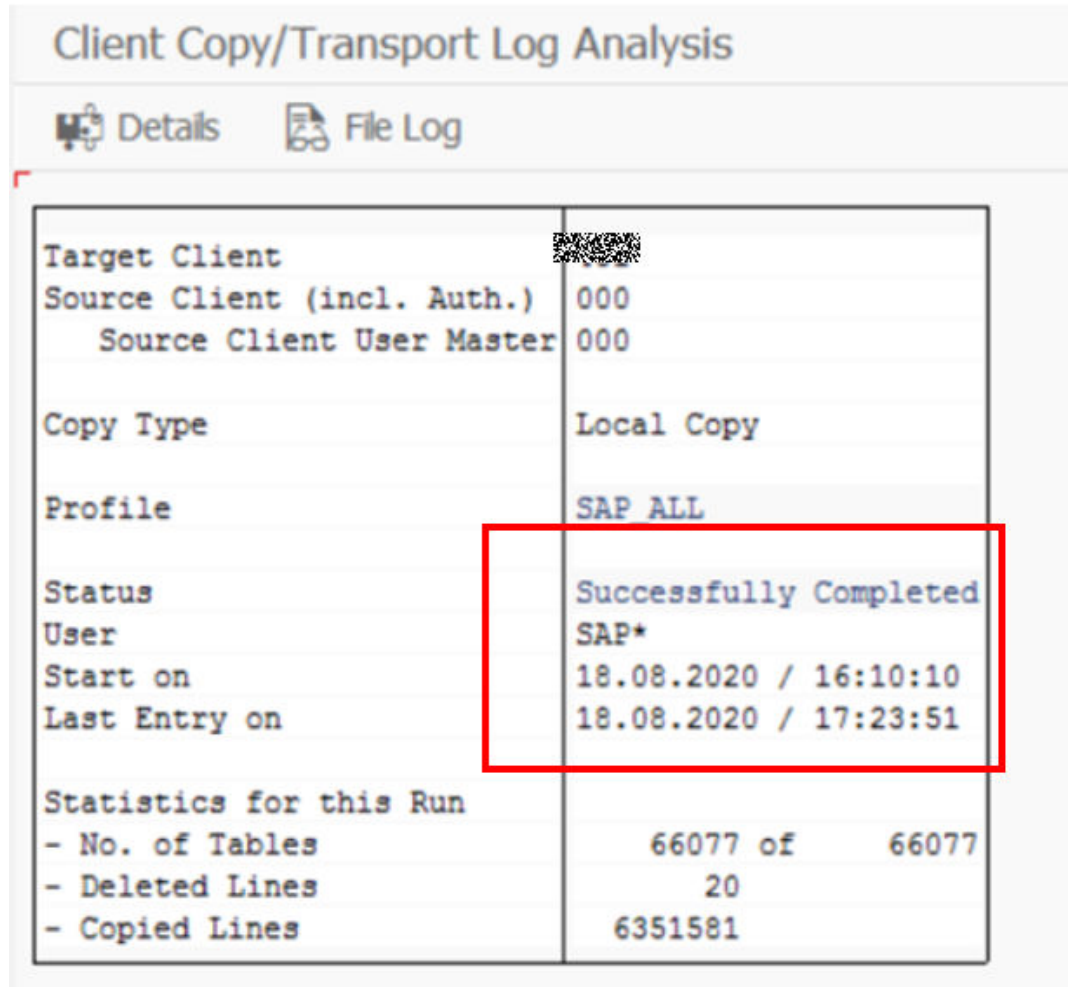 Client Copy/Transport Log Analysis
Details File Log
Target Client
Source Client (incl. Auth.) 000
Source Client User Master 000
Copy Type Local Copy
Profile SAP_ALL
Status Successfully Completed
User SAP*
Start on 18.08.2020 / 16:10:10
Last Entry on 18.08.2020 / 17:23:51
Statistics for this Run
- No. of Tables 66077 of 66077
- Deleted Lines 20
- Copied Lines 6351581